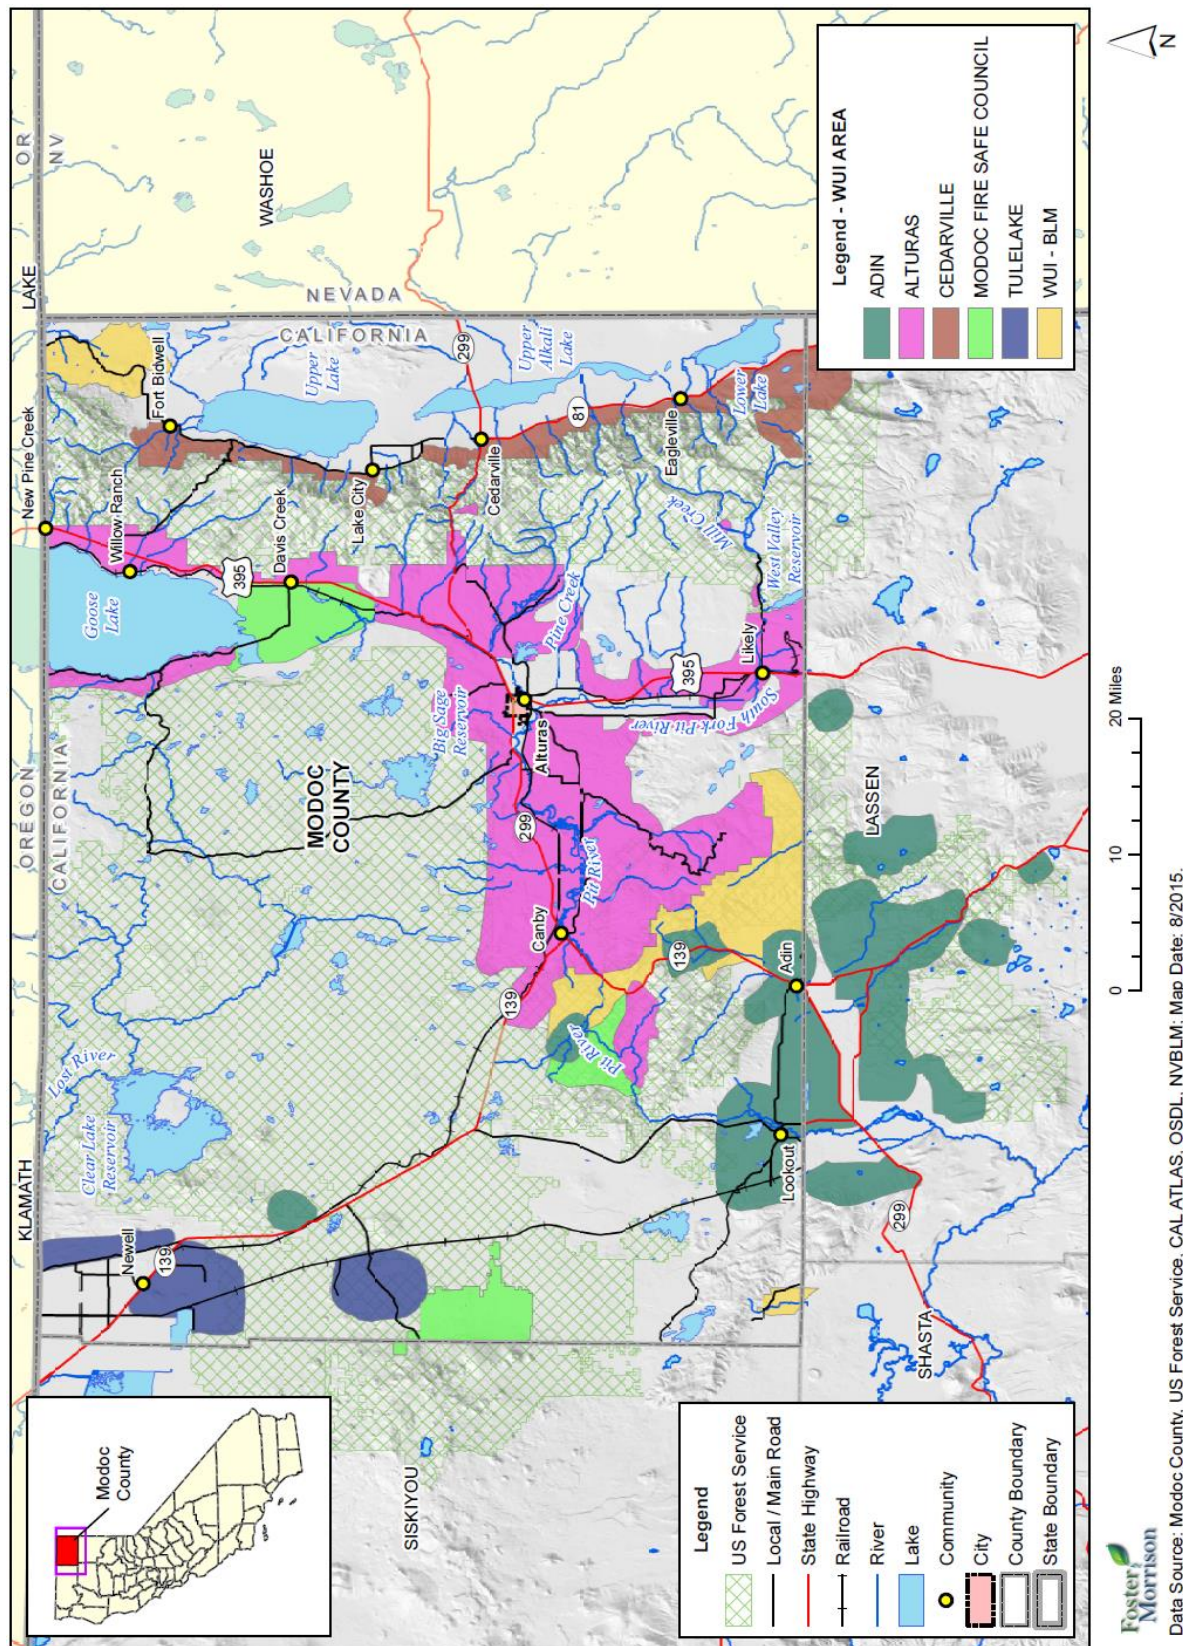 Modoc
County
KLAMATH
OREGON
CALIFORNIA
LAKE
OR
NV
New Pine Creek
Newell
139
Clear Lake
Reservoir
Lost River
Goose
Lake
Willow Ranch
Fort Bidwell
395
Davis Creek
Upper
Lake
Lake City
NEVADA
CALIFORNIA
WASHOE
MODOC
COUNTY
Big Sage
Reservoir
139
299
Canby
Pit River
Alturas
Pine Creek
Cedarville
299
Upper
Alkali
Lake
81
Pit River
139
South Fork Pit River
395
Mill Creek
Eagleville
Lower
Lake
West Valley
Reservoir
Likely
Lookout
Adin
SISKIYOU
SHASTA
299
LASSEN
Legend
US Forest Service
Local / Main Road
State Highway
Railroad
River
Lake
Community
City
County Boundary
State Boundary
Legend - WUI AREA
ADIN
ALTURAS
CEDARVILLE
MODOC FIRE SAFE COUNCIL
TULELAKE
WUI - BLM
Foster
Morrison
0 10 20 Miles
N
Data Source: Modoc County, US Forest Service, CAL ATLAS, OSDL, NVBLM; Map Date: 8/2015.